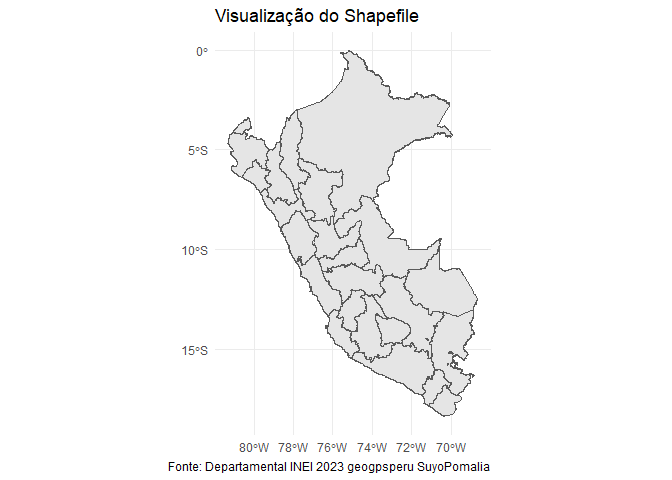 Visualização do Shapefile
0°
5°S
10°S
15°S
80°W 78°W 76°W 74°W 72°W 70°W
Fonte: Departamental INEI 2023 geogpsperu SuyoPomalia